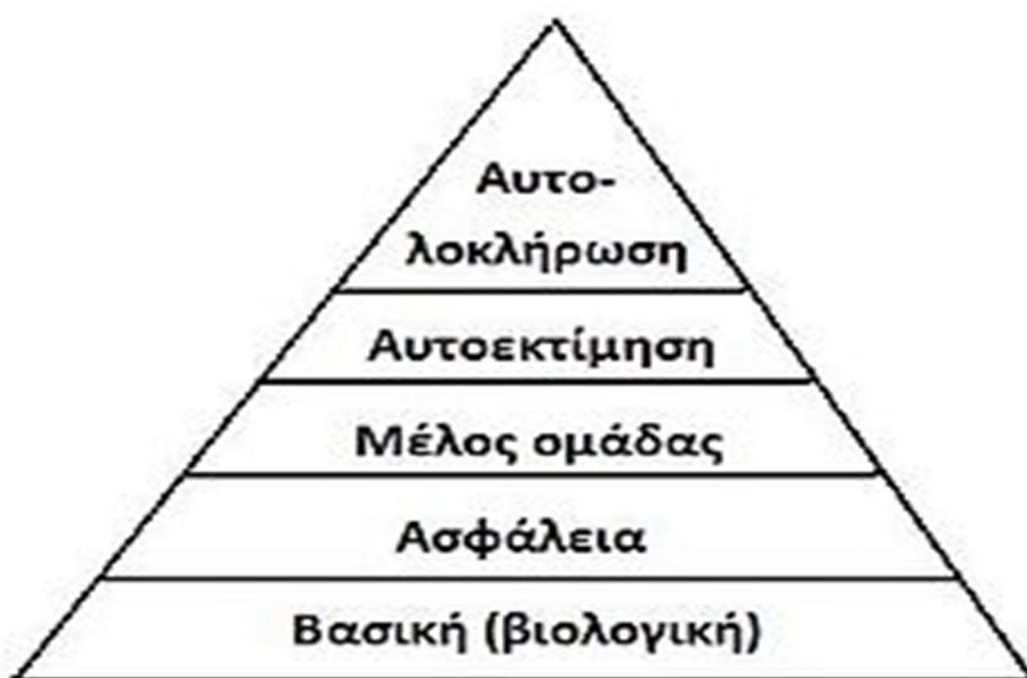 Αυτο-
λοκλήρωση
Αυτοεκτίμηση
Μέλος ομάδας
Ασφάλεια
Βασική (βιολογική)